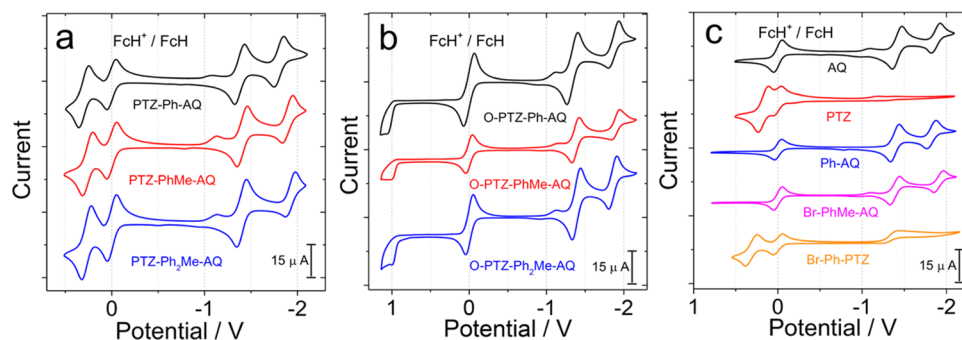 a
FcH⁺ / FcH
PTZ-Ph-AQ
PTZ-PhMe-AQ
PTZ-Ph₂Me-AQ
15 μ A
Current
0 -1 -2
Potential / V
b
FcH⁺ / FcH
O-PTZ-Ph-AQ
O-PTZ-PhMe-AQ
O-PTZ-Ph₂Me-AQ
15 μ A
Current
1 0 -1 -2
Potential / V
c
FcH⁺ / FcH
AQ
PTZ
Ph-AQ
Br-PhMe-AQ
Br-Ph-PTZ
15 μ A
Current
1 0 -1 -2
Potential / V